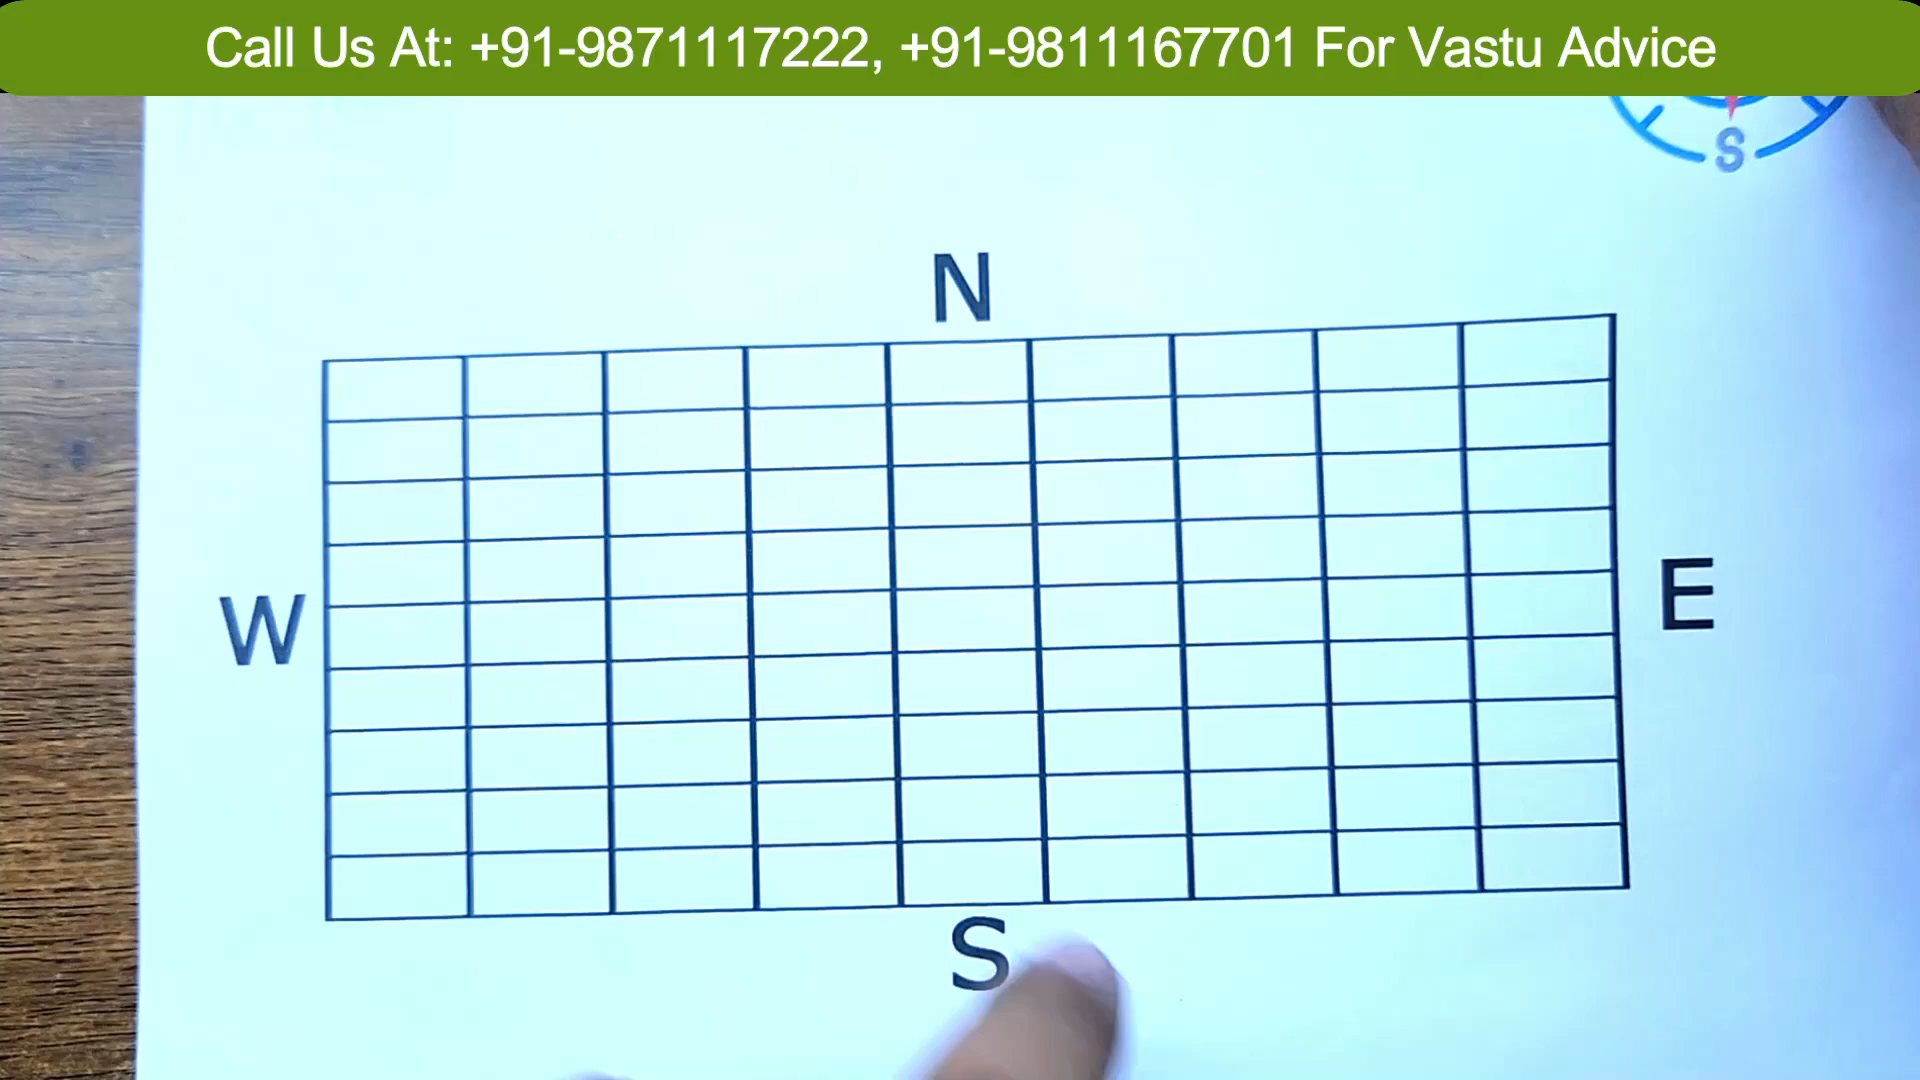 Call Us At: +91-9871117222, +91-9811167701 For Vastu Advice
S
N
W
E
S